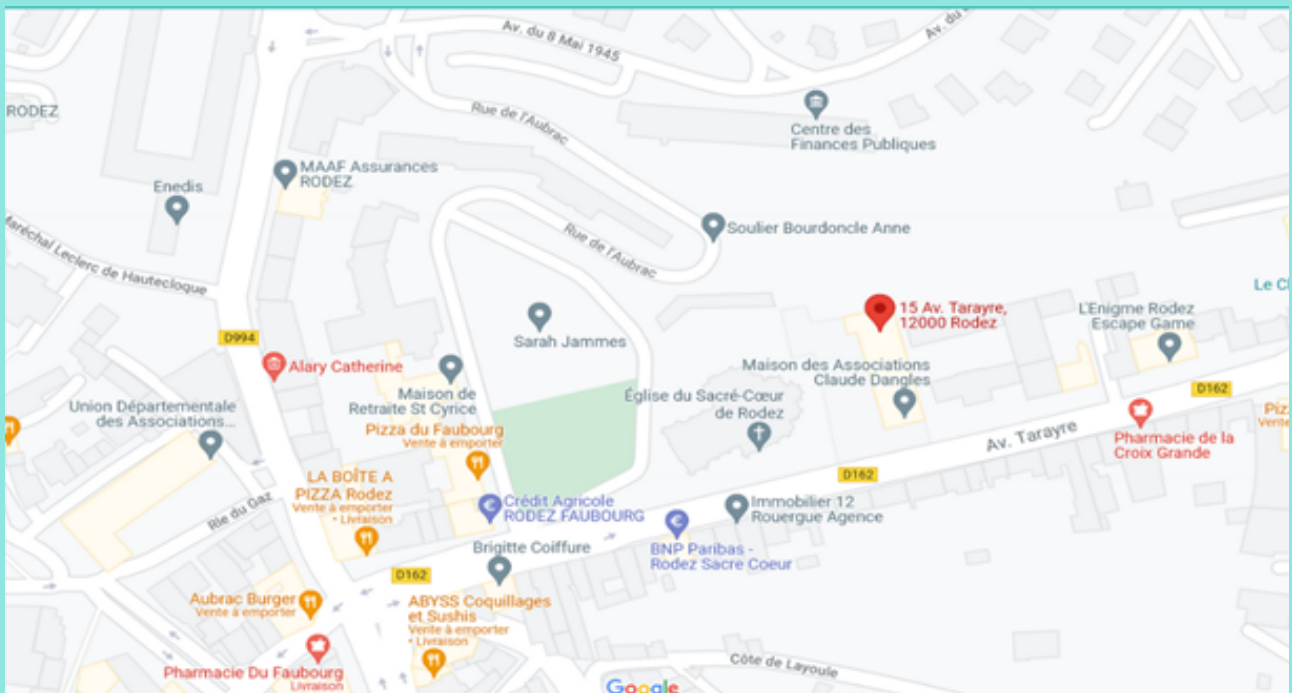 Av. du 8 Mai 1945
RODEZ
Rue de l'Aubrac
Centre des
Finances Publiques
MAAF Assurances
RODEZ
Enedis
Maréchal Leclerc de Hautecloque
Rue de l'Aubrac
Soulier Bourdoncle Anne
Le
15 Av. Tarayre,
12000 Rodez
L'Enigme Rodez
Escape Game
D994
Sarah Jammes
Alary Catherine
Maison des Associations
Claude Dangles
D162
Maison de
Retraite St Cyrice
Église du Sacré-Cœur
de Rodez
Union Départementale
des Associations...
Pizza du Faubourg
Vente à emporter
Av. Tarayre
Pharmacie de la
Croix Grande
LA BOÎTE A
PIZZA Rodez
Vente à emporter
• Livraison
D162
Rue du Gaz
Crédit Agricole
RODEZ FAUBOURG
Immobilier 12
Rouergue Agence
BNP Paribas -
Rodez Sacre Coeur
Brigitte Coiffure
D162
Aubrac Burger
Vente à emporter
ABYSS Coquillages
et Sushis
Vente à emporter
• Livraison
Pharmacie Du Faubourg
Livraison
Côte de Layoule
Google